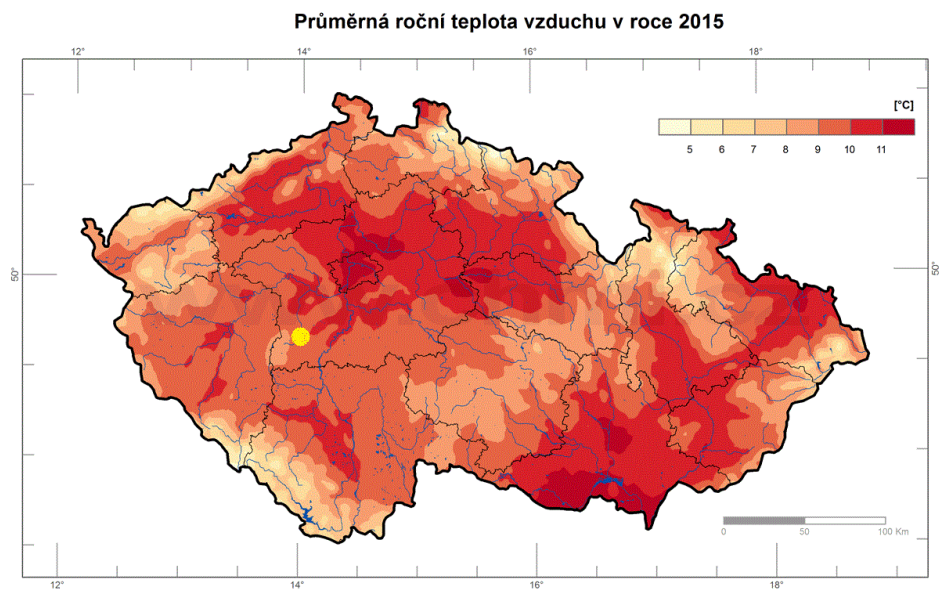 Průměrná roční teplota vzduchu v roce 2015
12° 14° 16° 18°
[°C]
5 6 7 8 9 10 11
50° 50°
0 50 100 Km
12° 14° 16° 18°